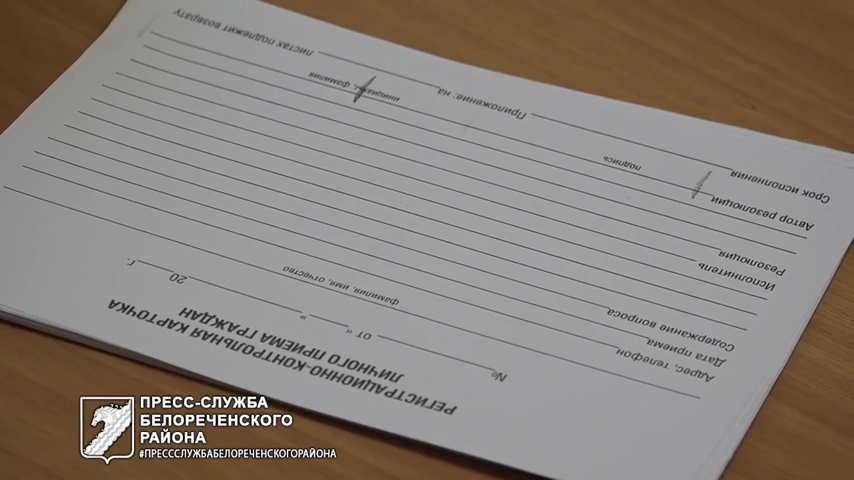 РЕГИСТРАЦИОННО-КОНТРОЛЬНАЯ КАРТОЧКА
ЛИЧНОГО ПРИЕМА ГРАЖДАН
№ от « » 20 г.
фамилия, имя, отчество
Адрес, телефон
Дата приема
Содержание вопроса
Исполнитель
Резолюция
Автор резолюции
подпись инициалы, фамилия
Срок исполнения
Приложение: на листах подлежит возврату
ПРЕСС-СЛУЖБА
БЕЛОРЕЧЕНСКОГО
РАЙОНА
#ПРЕССCЛУЖБАБЕЛОРЕЧЕНСКОГОРАЙОНА